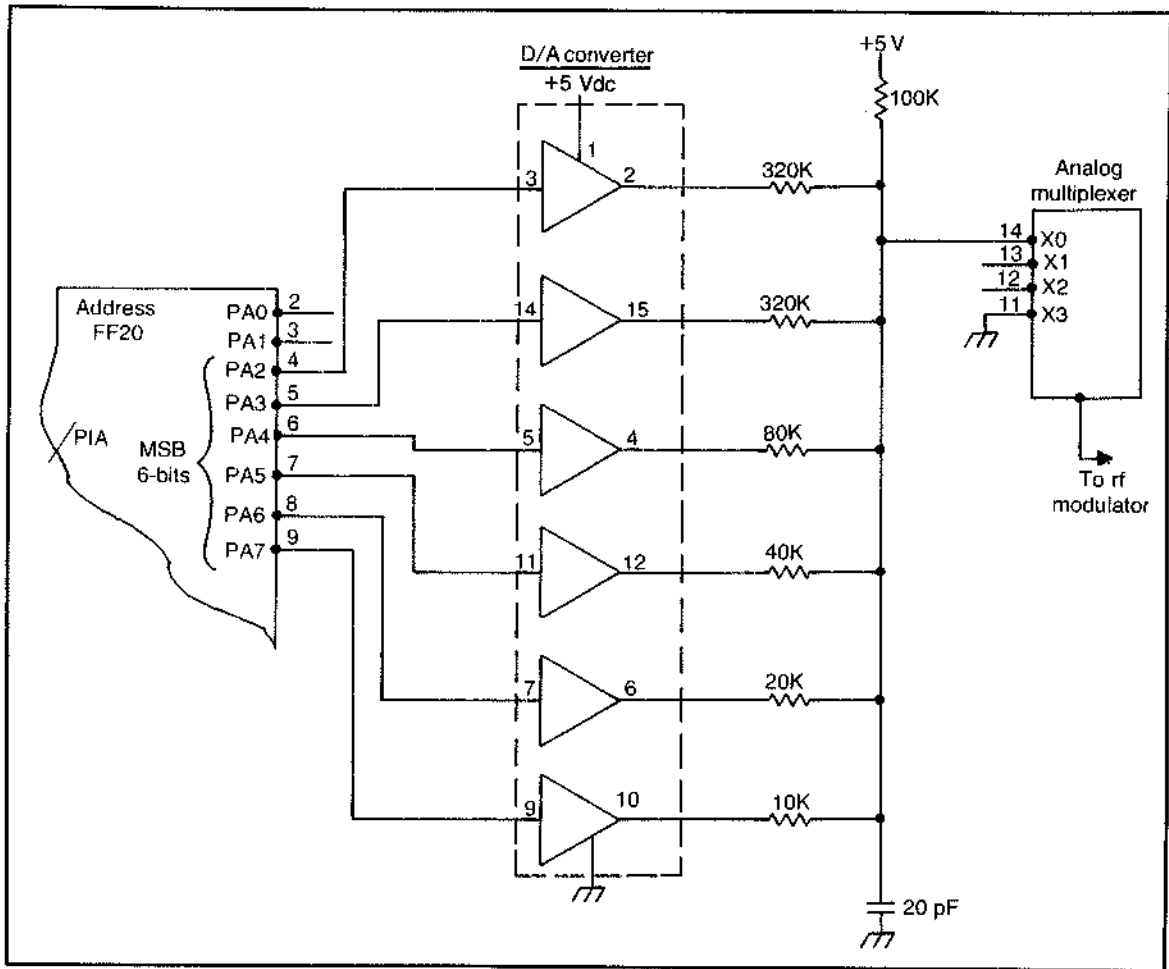 D/A converter
+5 Vdc
+5 V
100K
1
3
2
320K
Analog
multiplexer
14
X0
13
X1
12
X2
11
X3
Address
FF20
PA0
2
PA1
3
PA2
4
PA3
5
PA4
6
PA5
7
PA6
8
PA7
9
PIA
MSB
6-bits
14
15
320K
5
4
80K
To rf
modulator
11
12
40K
7
6
20K
9
10
10K
20 pF